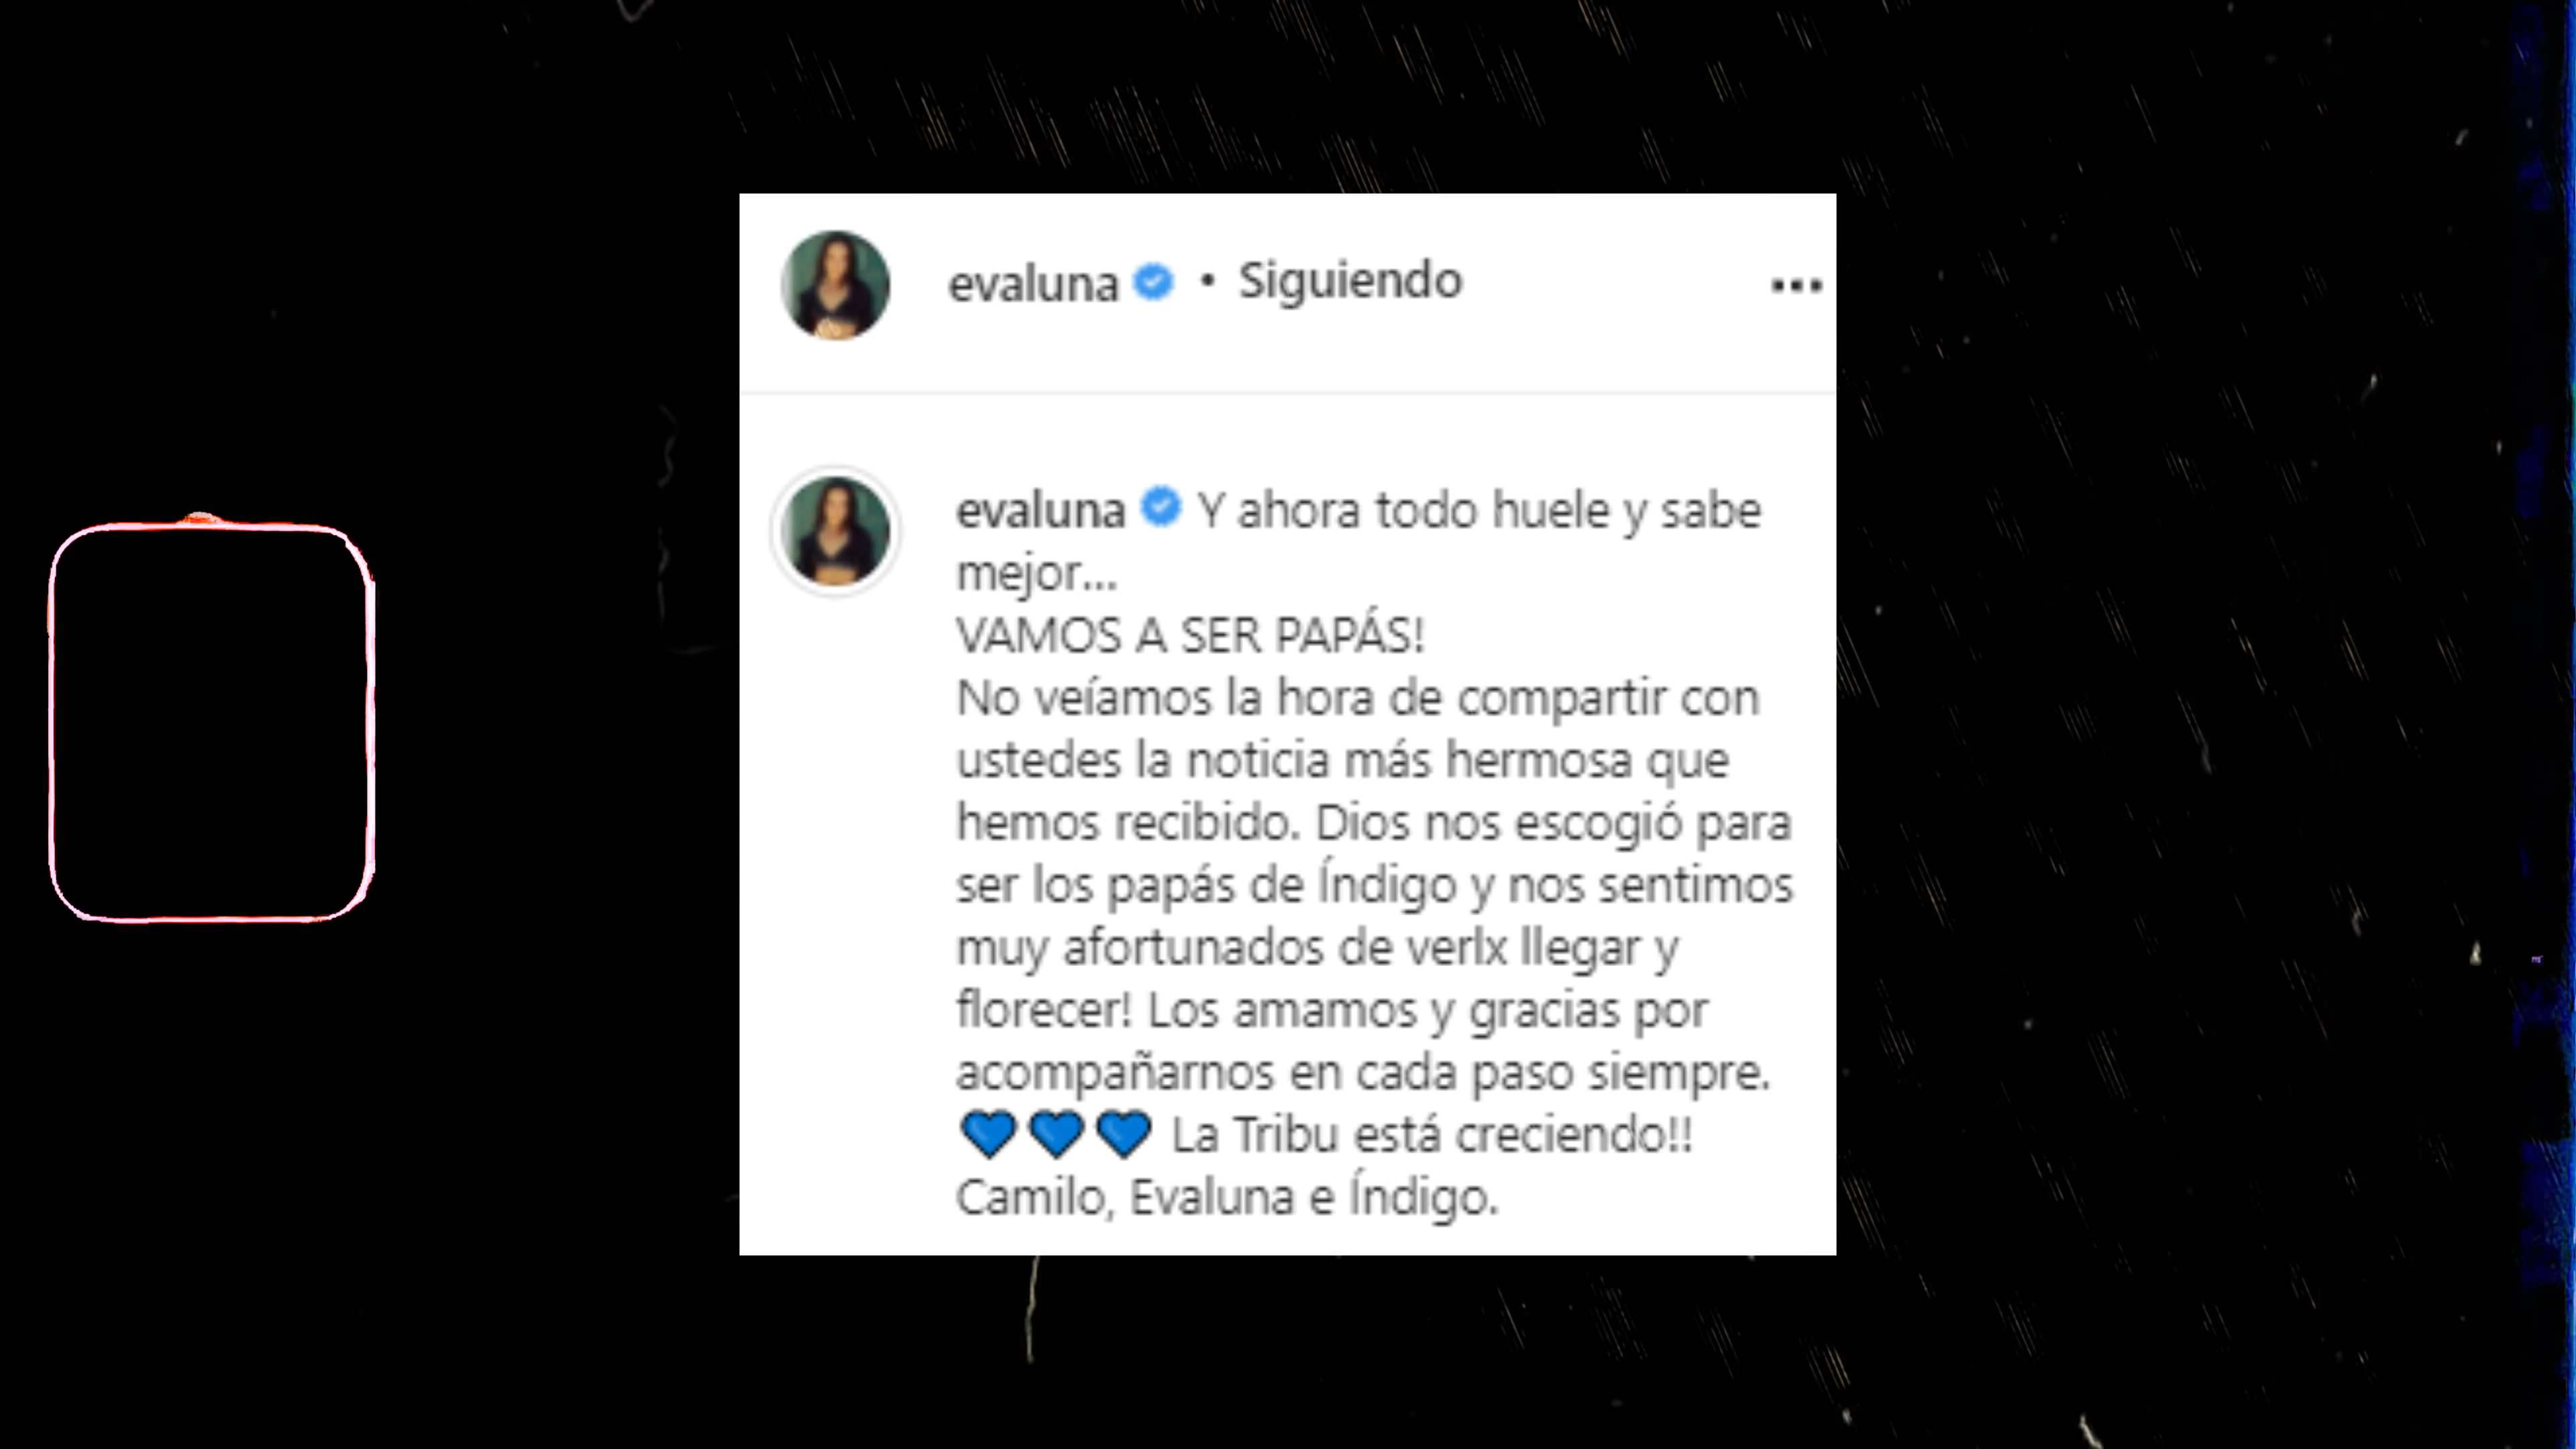 evaluna • Siguiendo
evaluna Y ahora todo huele y sabe
mejor...
VAMOS A SER PAPÁS!
No veíamos la hora de compartir con
ustedes la noticia más hermosa que
hemos recibido. Dios nos escogió para
ser los papás de Índigo y nos sentimos
muy afortunados de verlx llegar y
florecer! Los amamos y gracias por
acompañarnos en cada paso siempre.
💙💙💙 La Tribu está creciendo!!
Camilo, Evaluna e Índigo.